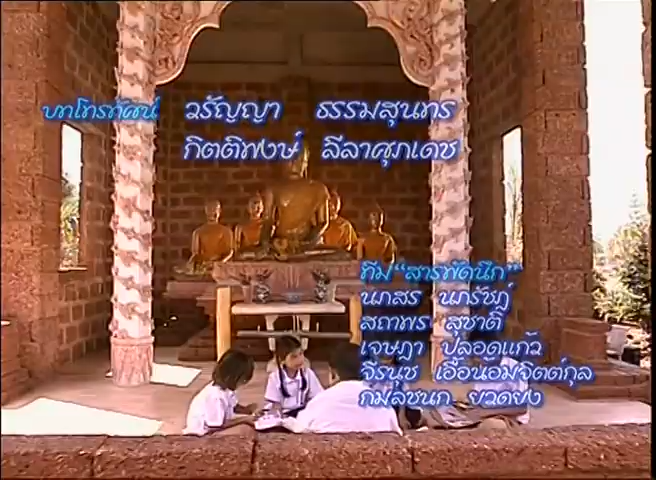 บทโทรทัศน์ วรัญญา ธรรมสุนทร
กิตติพงษ์ ลีลาศุภเดช
ทีม "สารพัดนึก"
นภสร นภรัฆฎ์
สถาพร สุชาติ
เจษฎา ปลอดแก้ว
จีรนุช เอื้อนอ้อมจิตต์กุล
กมลชนก ยวดยง